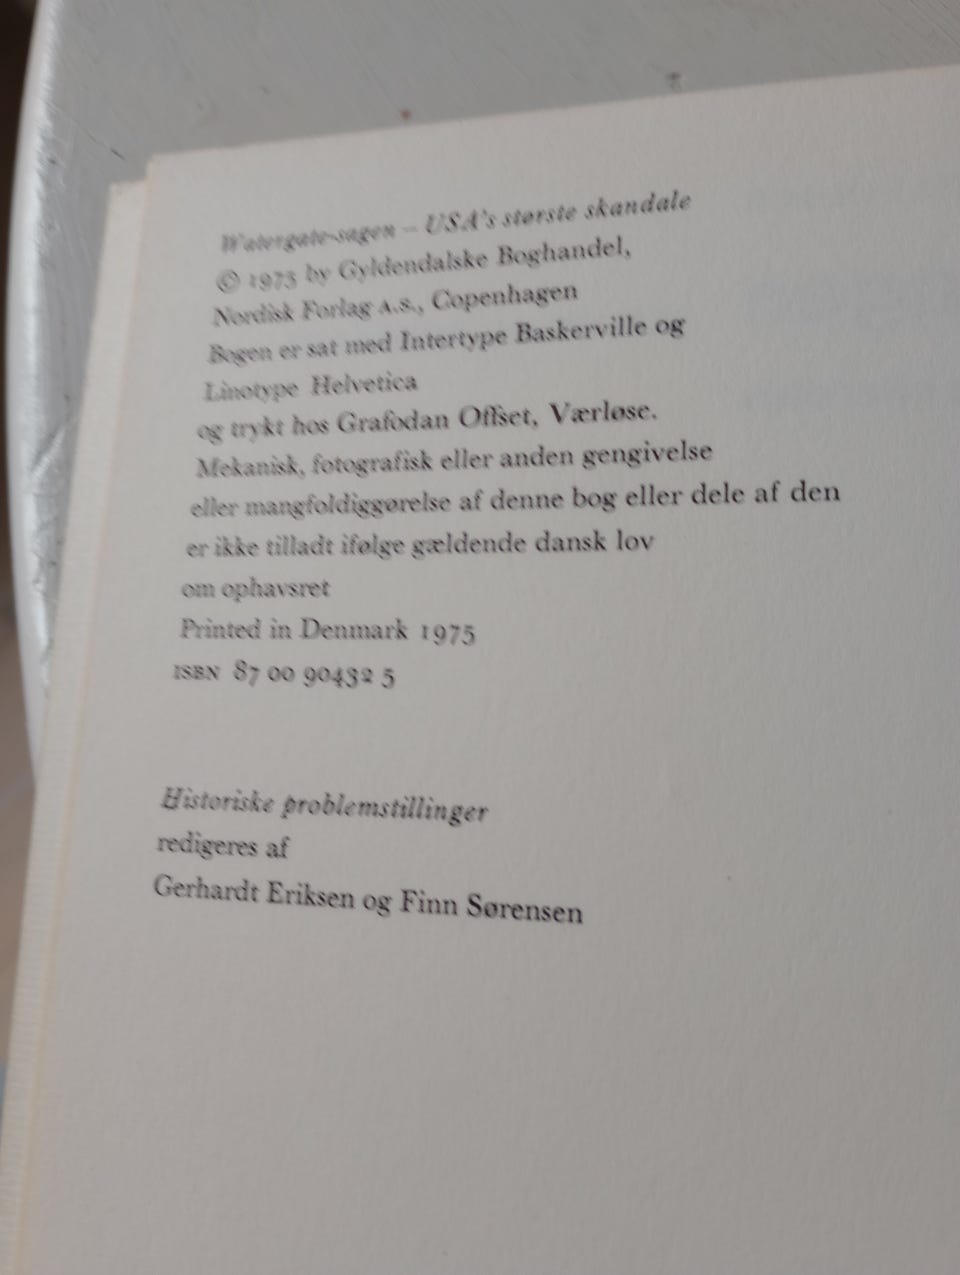 Watergate-sagen – USA's største skandale
© 1975 by Gyldendalske Boghandel,
Nordisk Forlag A.S., Copenhagen
Bogen er sat med Intertype Baskerville og
Linotype Helvetica
og trykt hos Grafodan Offset, Værløse.
Mekanisk, fotografisk eller anden gengivelse
eller mangfoldiggørelse af denne bog eller dele af den
er ikke tilladt ifølge gældende dansk lov
om ophavsret
Printed in Denmark 1975
ISBN 87 00 90432 5
Historiske problemstillinger
redigeres af
Gerhardt Eriksen og Finn Sørensen